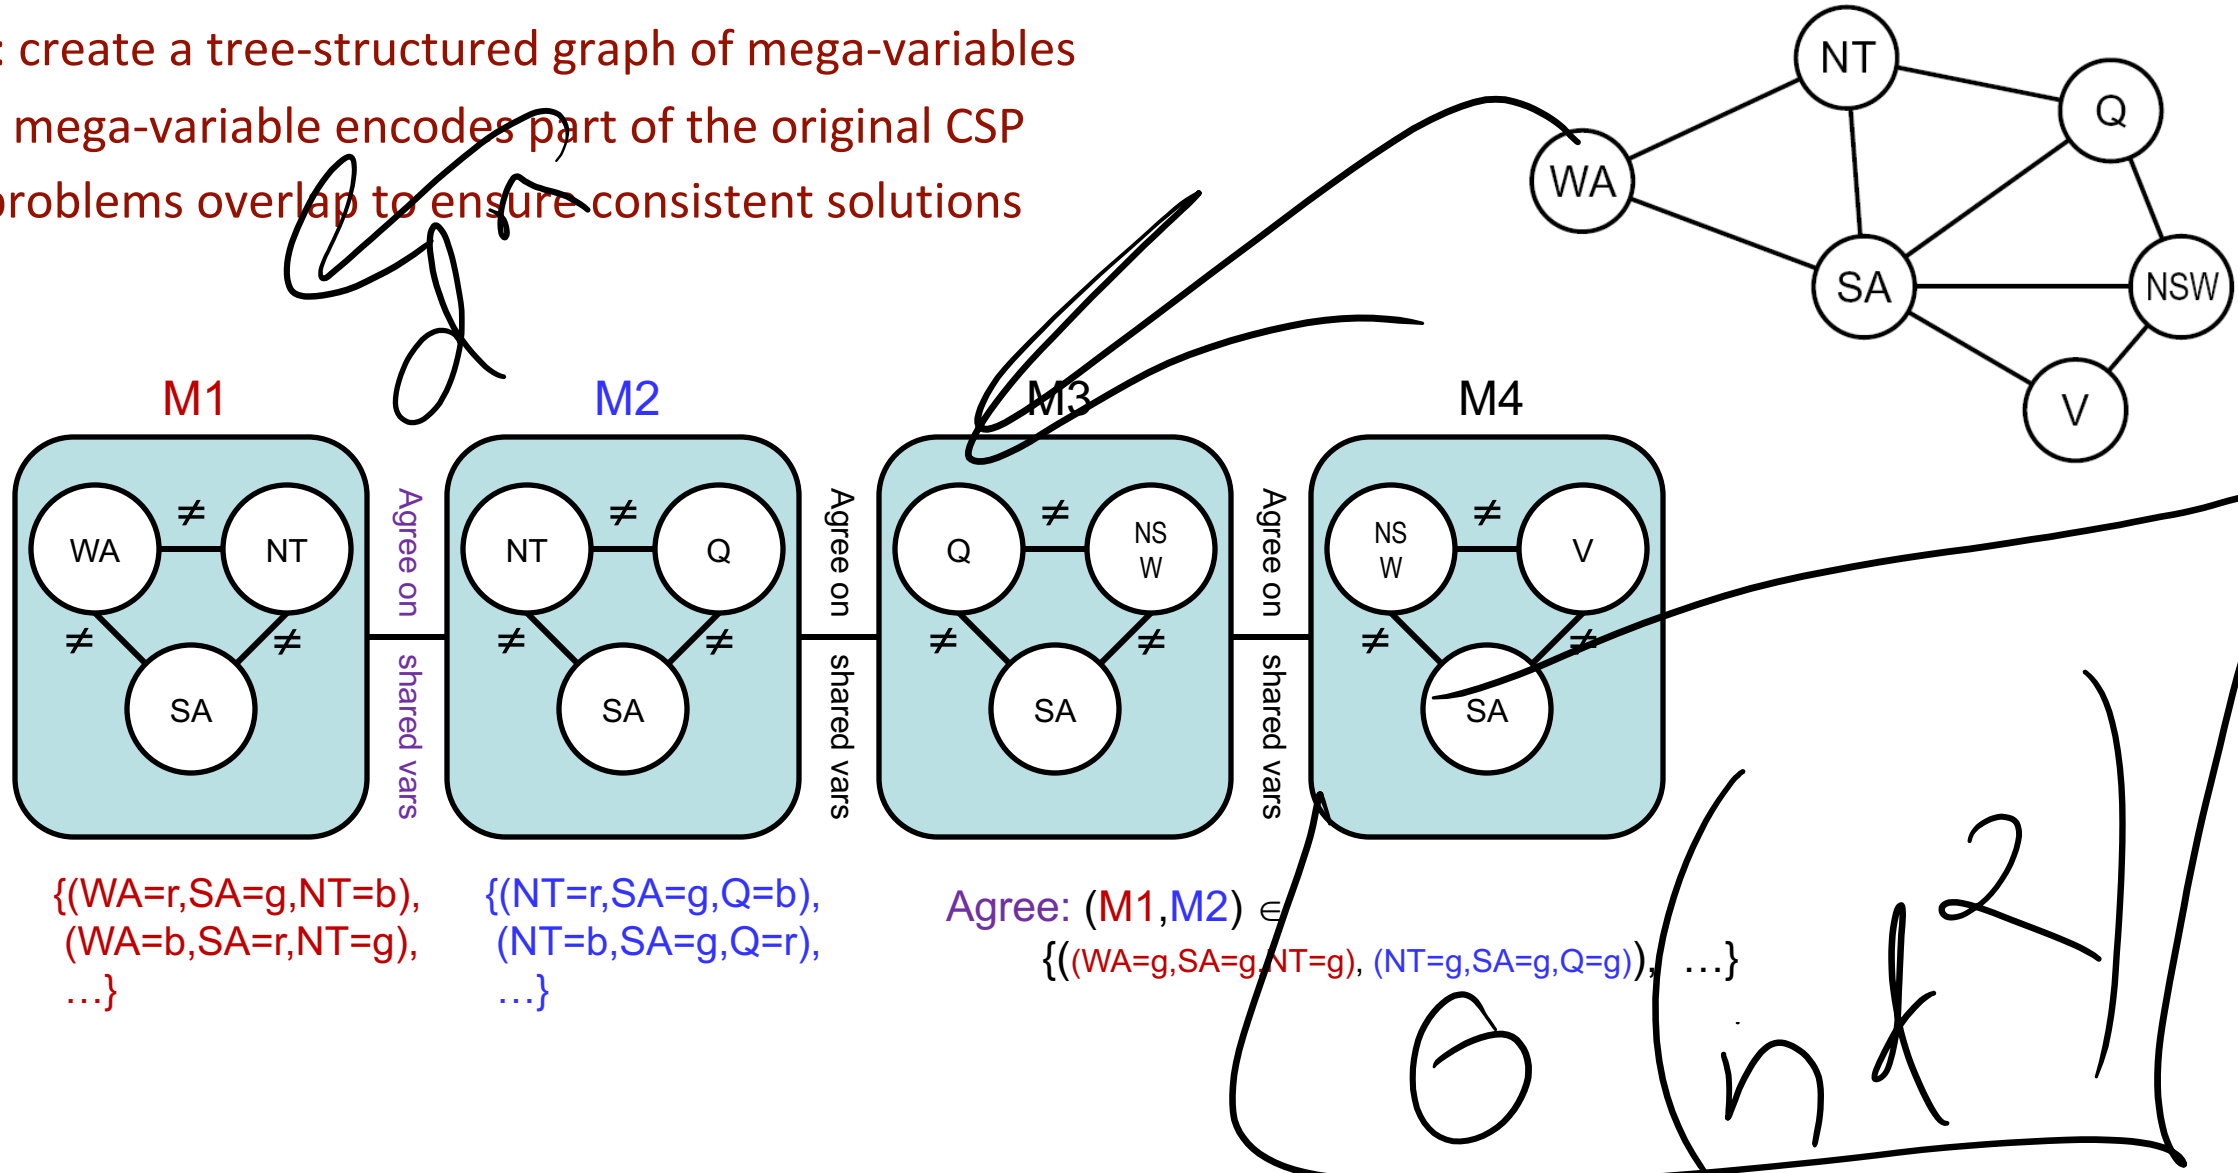 : create a tree-structured graph of mega-variables
mega-variable encodes part of the original CSP
problems overlap to ensure consistent solutions
NT
Q
WA
SA
NSW
V
M1
M2
M3
M4
WA
≠
NT
≠
≠
SA
Agree on
shared vars
NT
≠
Q
≠
≠
SA
Agree on
shared vars
Q
≠
NS
W
≠
≠
SA
Agree on
shared vars
NS
W
≠
V
≠
≠
SA
{(WA=r,SA=g,NT=b),
(WA=b,SA=r,NT=g),
…}
{(NT=r,SA=g,Q=b),
(NT=b,SA=g,Q=r),
…}
Agree: (M1,M2) ∈
{((WA=g,SA=g,NT=g), (NT=g,SA=g,Q=g)), …}
O(nk2)